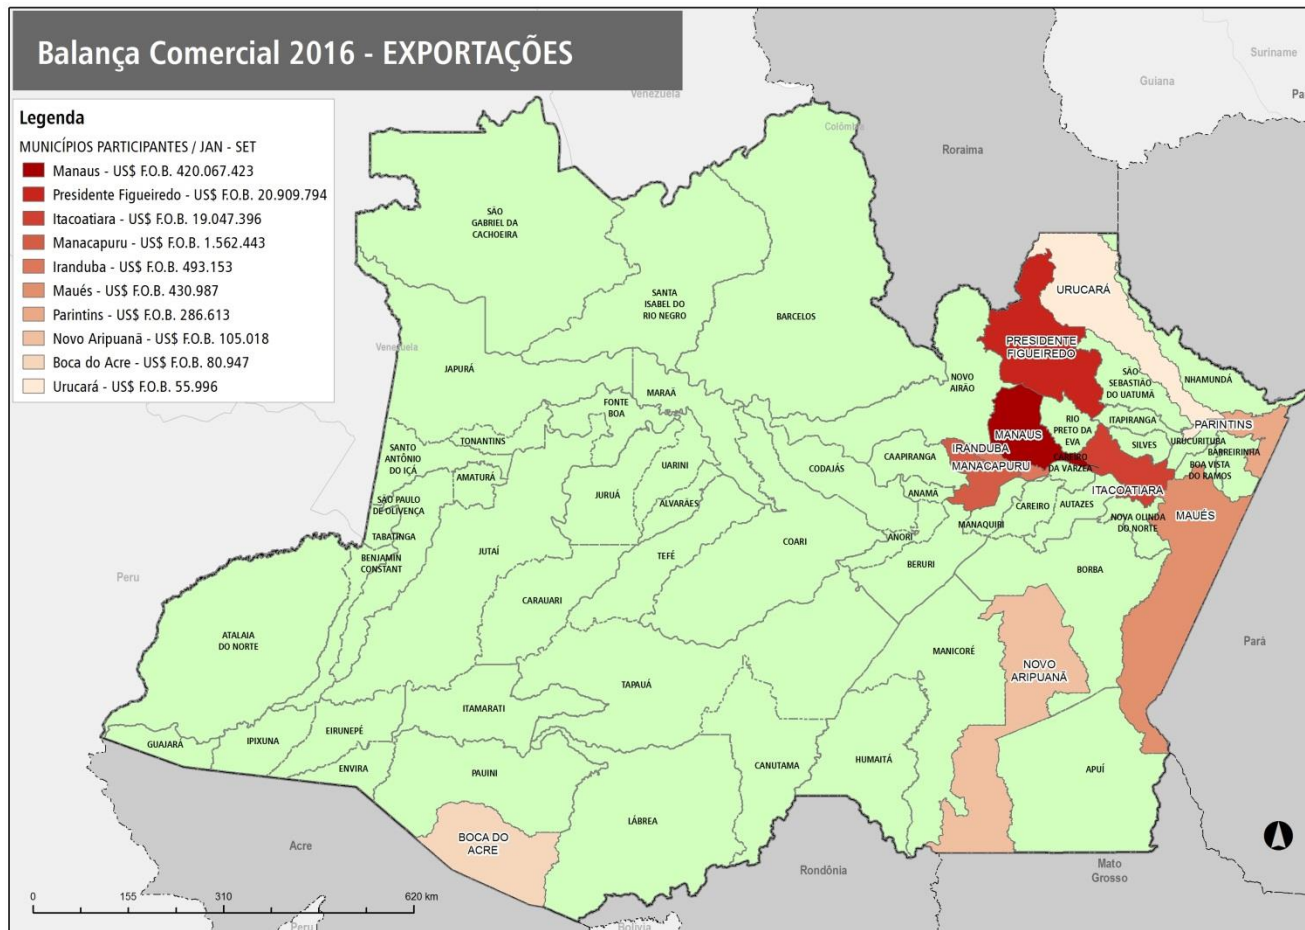 Balança Comercial 2016 - EXPORTAÇÕES
Legenda
MUNICÍPIOS PARTICIPANTES / JAN - SET
Manaus - US$ F.O.B. 420.067.423
Presidente Figueiredo - US$ F.O.B. 20.909.794
Itacoatiara - US$ F.O.B. 19.047.396
Manacapuru - US$ F.O.B. 1.562.443
Iranduba - US$ F.O.B. 493.153
Maués - US$ F.O.B. 430.987
Parintins - US$ F.O.B. 286.613
Novo Aripuanã - US$ F.O.B. 105.018
Boca do Acre - US$ F.O.B. 80.947
Urucará - US$ F.O.B. 55.996
Suriname
Guiana
Pa
Venezuela
Colômbia
Roraima
SÃO
GABRIEL DA
CACHOEIRA
SANTA
ISABEL DO
RIO NEGRO
BARCELOS
URUCARÁ
Venezuela
JAPURÁ
PRESIDENTE
FIGUEIREDO
NOVO
AIRÃO
SÃO
SEBASTIÃO
DO UATUMÃ
NHAMUNDÁ
MARAÃ
FONTE
BOA
TONANTINS
SANTO
ANTÔNIO
DO IÇÁ
AMATURÁ
JURUÁ
UARINI
ALVARÃES
CODAJÁS
CAAPIRANGA
ANAMÃ
IRANDUBA
MANACAPURU
MANAUS
RIO
PRETO DA
EVA
ITAPIRANGA
SILVES
PARINTINS
URUCURITUBA
BARREIRINHA
BOA VISTA
DO RAMOS
CAREIRO
DA VÁRZEA
ITACOATIARA
MAUÉS
SÃO PAULO
DE OLIVENÇA
TABATINGA
BENJAMIN
CONSTANT
JUTAÍ
TEFÉ
COARI
ANORI
BERURI
MANAQUIRI
CAREIRO
AUTAZES
NOVA OLINDA
DO NORTE
BORBA
Peru
CARAUARI
ATALAIA
DO NORTE
MANICORÉ
NOVO
ARIPUANÃ
Pará
TAPAUÁ
ITAMARATI
GUAJARÁ
IPIXUNA
EIRUNEPÉ
ENVIRA
PAUINI
CANUTAMA
HUMAITÁ
APUÍ
BOCA DO
ACRE
LÁBREA
Acre
Rondônia
Mato
Grosso
0 155 310 620 km
Peru
Bolívia